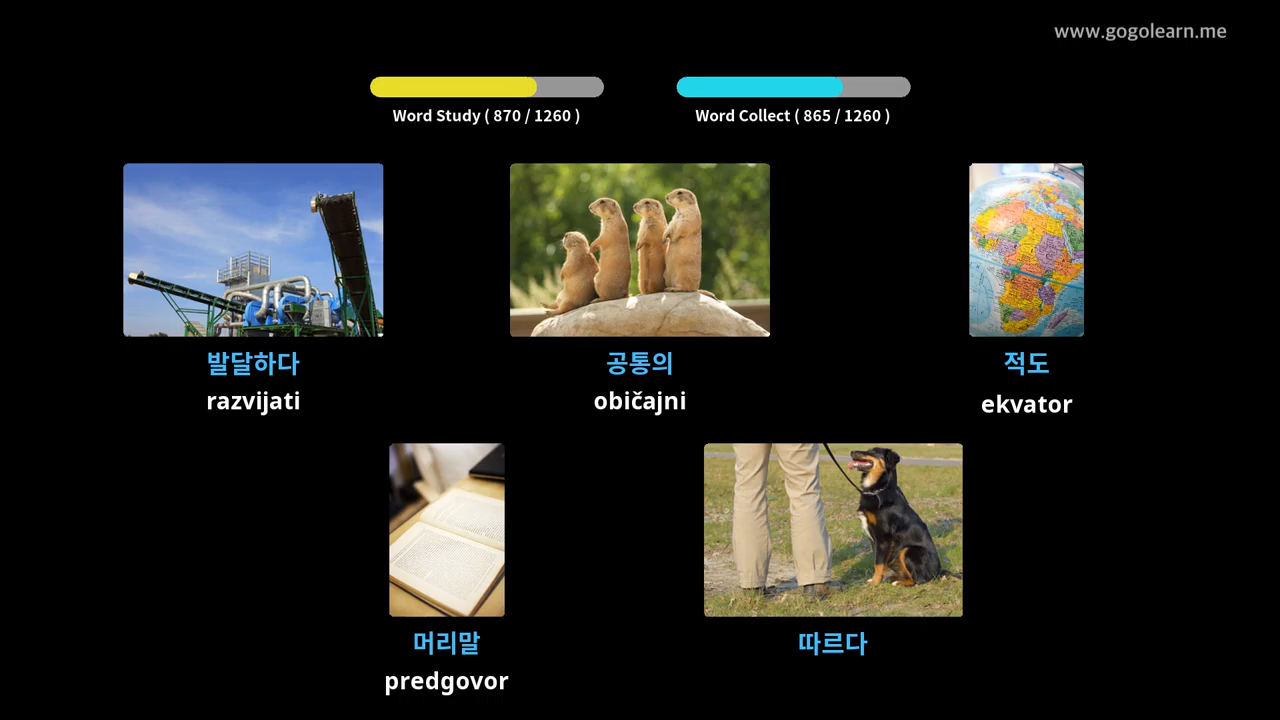 www.gogolearn.me
Word Study ( 870 / 1260 )
Word Collect ( 865 / 1260 )
발달하다
razvijati
공통의
običajni
적도
ekvator
머리말
predgovor
따르다